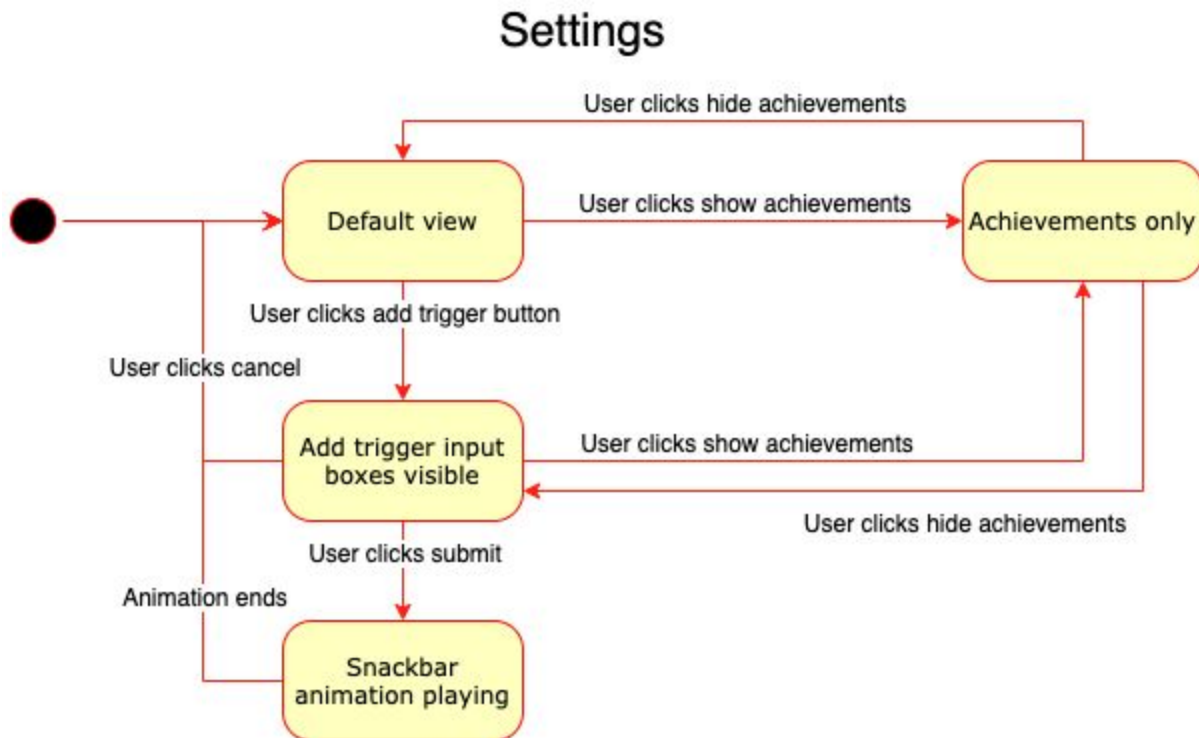 Settings
User clicks hide achievements
Default view
User clicks show achievements
Achievements only
User clicks add trigger button
User clicks cancel
Add trigger input
boxes visible
User clicks show achievements
User clicks hide achievements
User clicks submit
Animation ends
Snackbar
animation playing